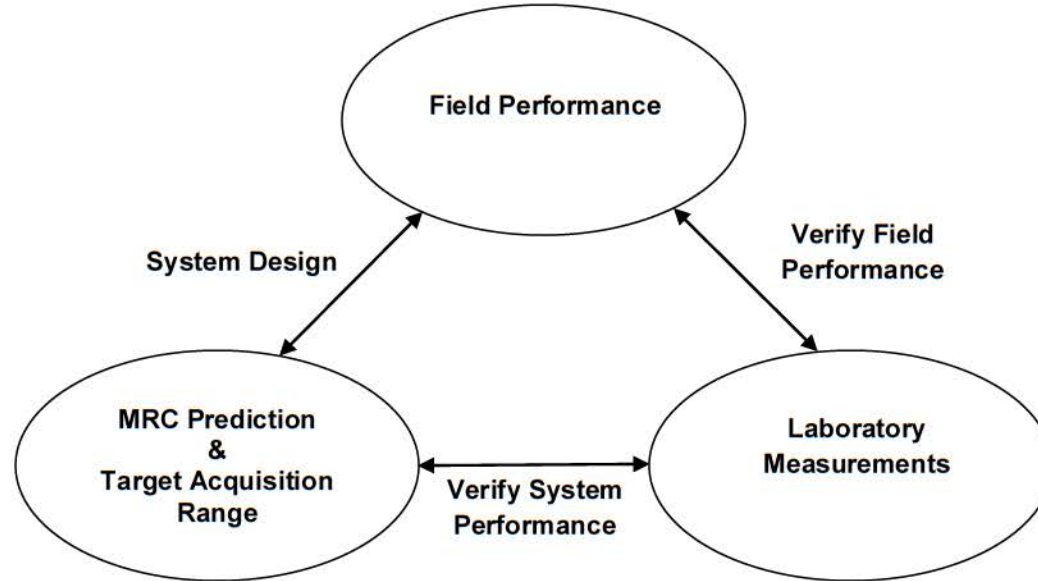 Field Performance
System Design
Verify Field
Performance
MRC Prediction
&
Target Acquisition
Range
Laboratory
Measurements
Verify System
Performance